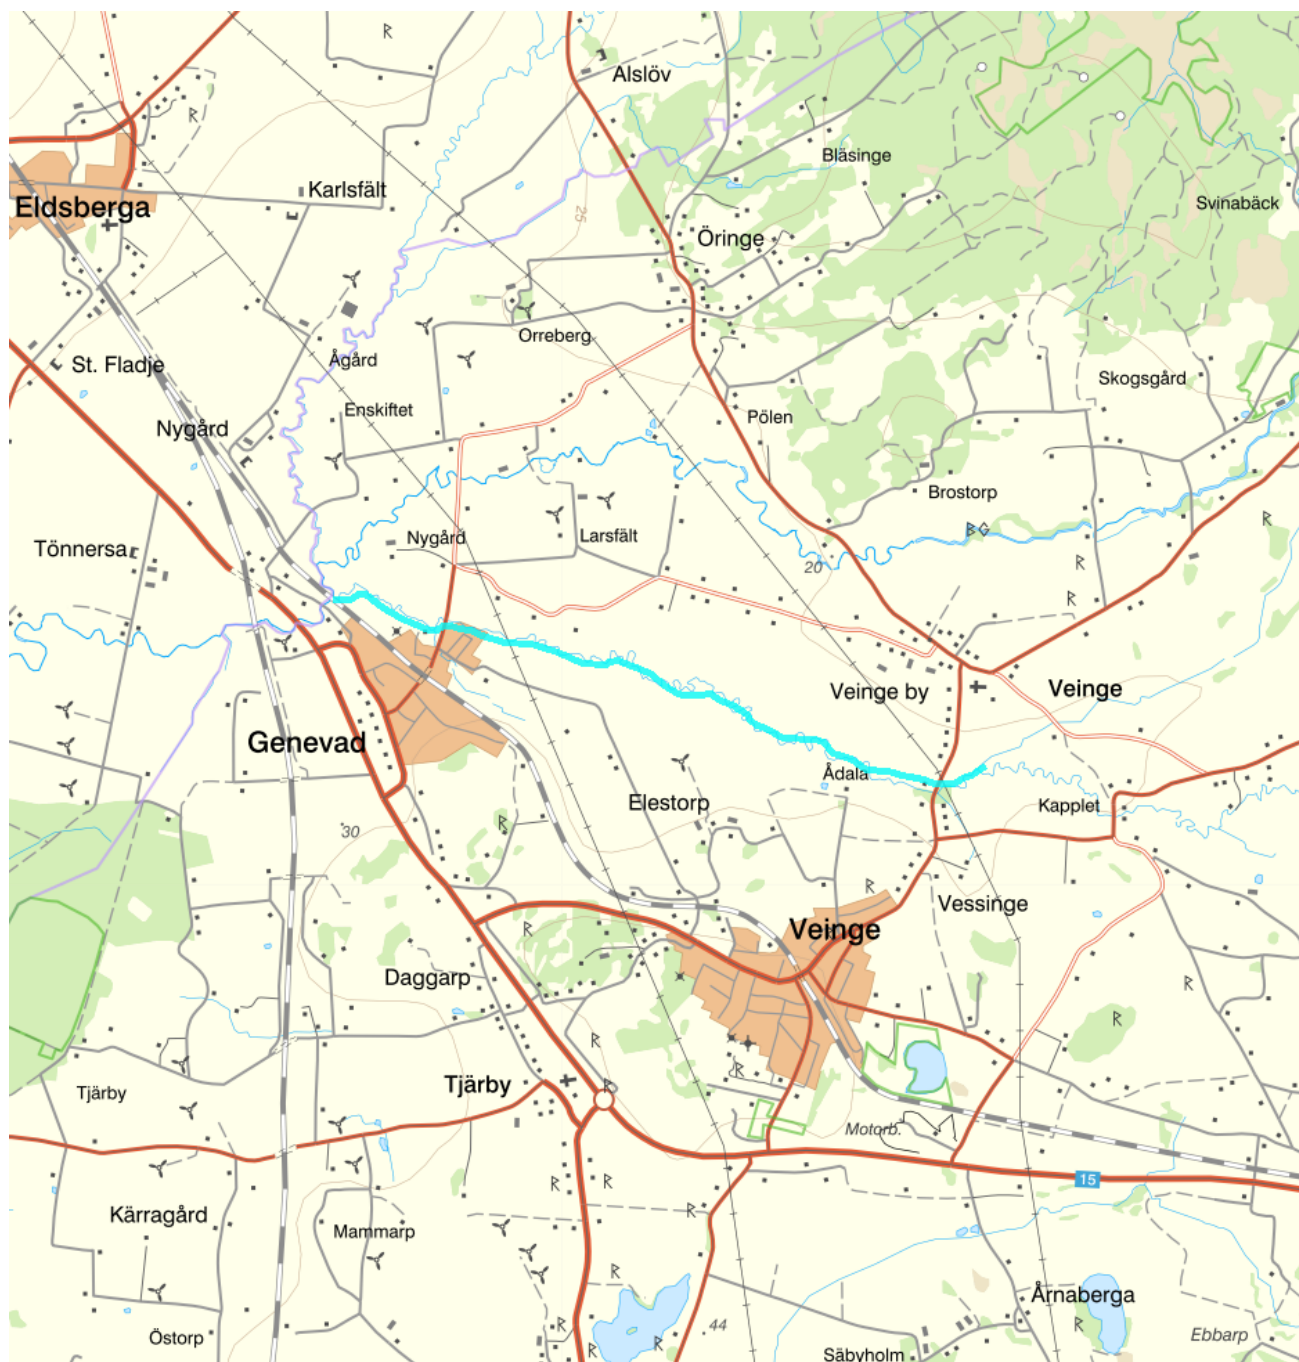 Alslöv
Bläsinge
Karlsfält
Svinabäck
Eldsberga
25
Öringe
Orreberg
Ågård
St. Fladje
Skogsgård
Enskiftet
Pölen
Nygård
Brostorp
Nygård
Larsfält
Tönnersa
20
Veinge by
Veinge
Genevad
Ådala
Elestorp
Kapplet
30
Vessinge
Veinge
Daggarp
Tjärby
Tjärby
Motorb.
15
Kärragård
Mammarp
Årnaberga
44
Östorp
Ebbarp
Säbyholm